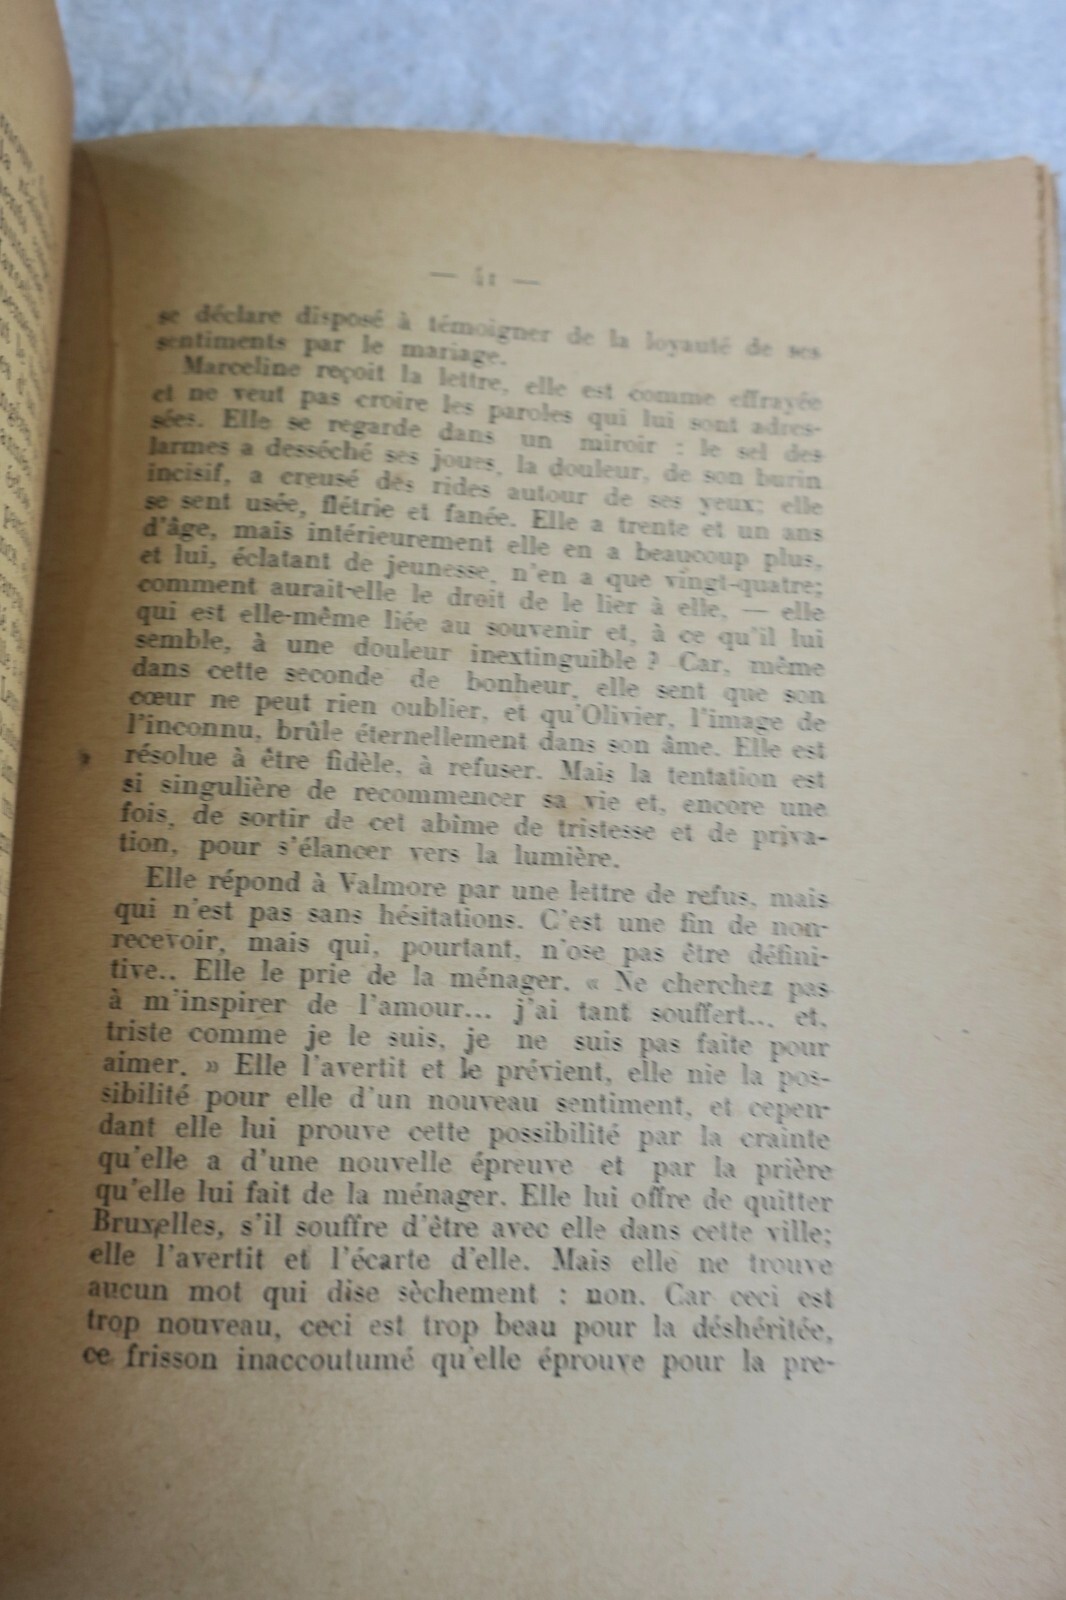 se déclare disposé à témoigner de la loyauté de ses
sentiments par le mariage.
Marceline reçoit la lettre, elle est comme effrayée
et ne veut pas croire les paroles qui lui sont adres-
sées. Elle se regarde dans un miroir : le sel des
larmes a desséché ses joues, la douleur, de son burin
incisif, a creusé des rides autour de ses yeux; elle
se sent usée, flétrie et fanée. Elle a trente et un ans
d'âge, mais intérieurement elle en a beaucoup plus,
et lui, éclatant de jeunesse, n'en a que vingt-quatre;
comment aurait-elle le droit de le lier à elle, — elle
qui est elle-même liée au souvenir et, à ce qu'il lui
semble, à une douleur inextinguible ? Car, même
dans cette seconde de bonheur, elle sent que son
cœur ne peut rien oublier, et qu'Olivier, l'image de
l'inconnu, brûle éternellement dans son âme. Elle est
résolue à être fidèle, à refuser. Mais la tentation est
si singulière de recommencer sa vie et, encore une
fois, de sortir de cet abîme de tristesse et de priva-
tion, pour s'élancer vers la lumière.
Elle répond à Valmore par une lettre de refus, mais
qui n'est pas sans hésitations. C'est une fin de non-
recevoir, mais qui, pourtant, n'ose pas être défini-
tive.. Elle le prie de la ménager. « Ne cherchez pas
à m'inspirer de l'amour... j'ai tant souffert... et,
triste comme je le suis, je ne suis pas faite pour
aimer. » Elle l'avertit et le prévient, elle nie la pos-
sibilité pour elle d'un nouveau sentiment, et cepen-
dant elle lui prouve cette possibilité par la crainte
qu'elle a d'une nouvelle épreuve et par la prière
qu'elle lui fait de la ménager. Elle lui offre de quitter
Bruxelles, s'il souffre d'être avec elle dans cette ville;
elle l'avertit et l'écarte d'elle. Mais elle ne trouve
aucun mot qui dise sèchement : non. Car ceci est
trop nouveau, ceci est trop beau pour la déshéritée,
ce frisson inaccoutumé qu'elle éprouve pour la pre-